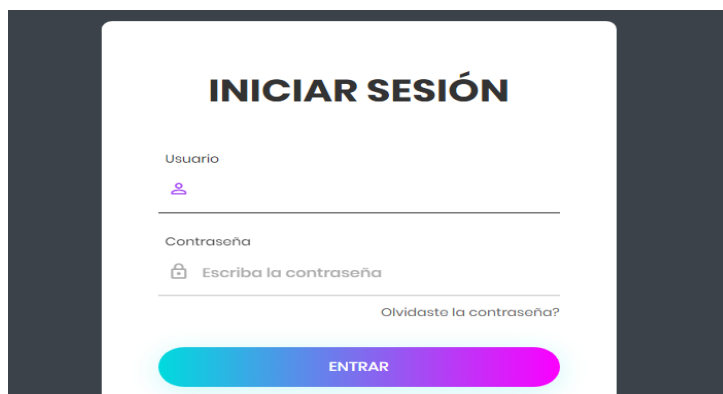 INICIAR SESIÓN
Usuario
Contraseña
Escriba la contraseña
Olvidaste la contraseña?
ENTRAR